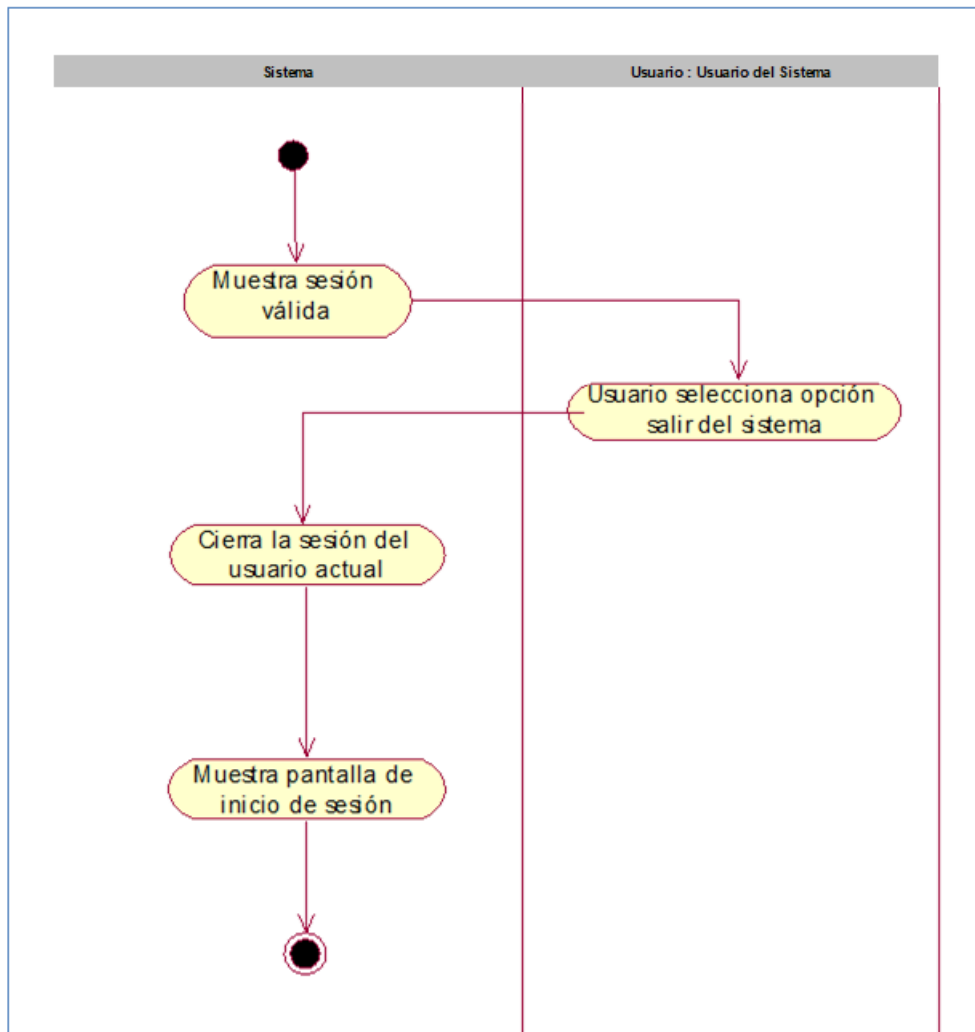 Sistema
Usuario : Usuario del Sistema
Muestra sesión
válida
Usuario selecciona opción
salir del sistema
Cierra la sesión del
usuario actual
Muestra pantalla de
inicio de sesión